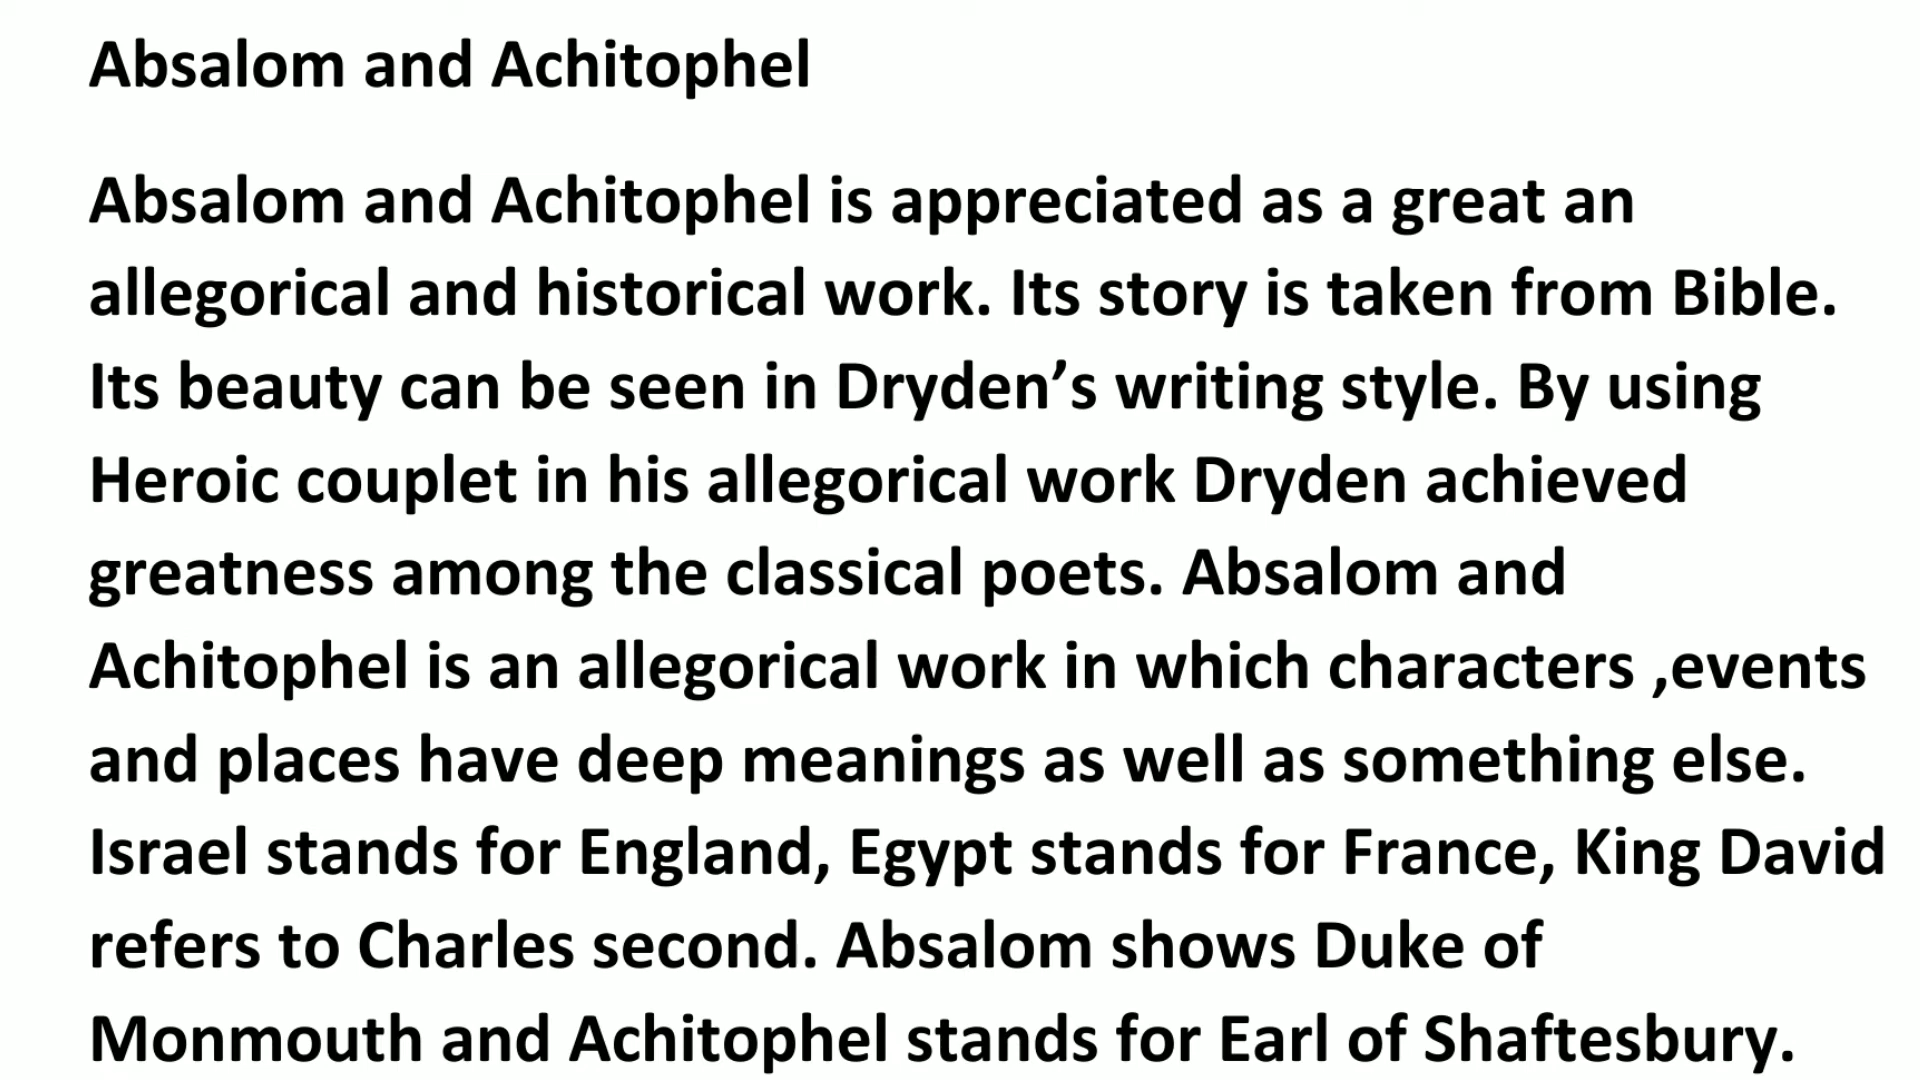 Absalom and Achitophel
Absalom and Achitophel is appreciated as a great an
allegorical and historical work. Its story is taken from Bible.
Its beauty can be seen in Dryden’s writing style. By using
Heroic couplet in his allegorical work Dryden achieved
greatness among the classical poets. Absalom and
Achitophel is an allegorical work in which characters ,events
and places have deep meanings as well as something else.
Israel stands for England, Egypt stands for France, King David
refers to Charles second. Absalom shows Duke of
Monmouth and Achitophel stands for Earl of Shaftesbury.